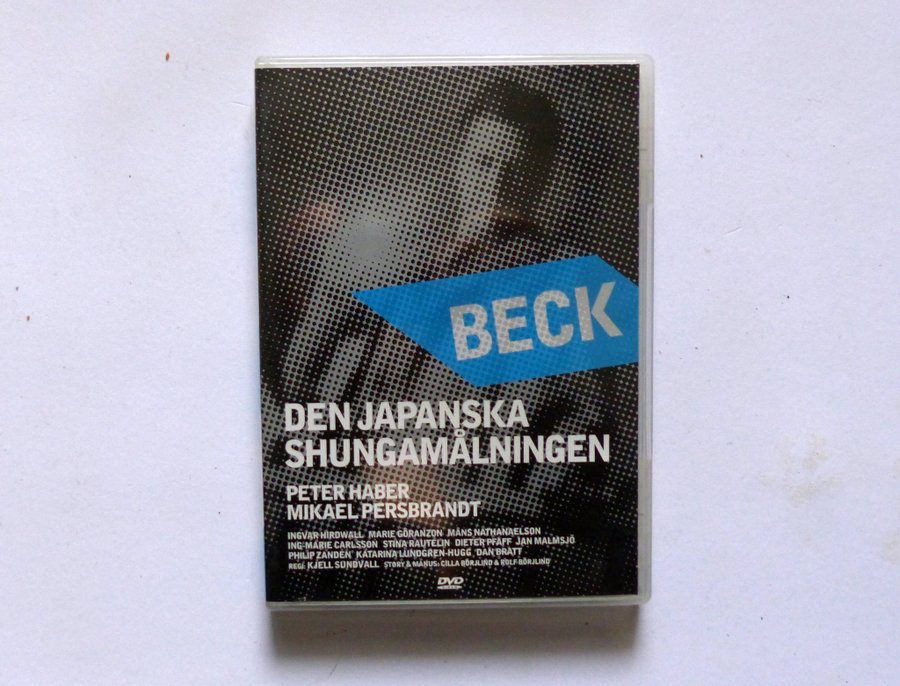 BECK
DEN JAPANSKA
SHUNGAMÅLNINGEN
PETER HABER
MIKAEL PERSBRANDT
INGVAR HIRDWALL MARIE GÖRANZON MÅNS NATHANAELSON
ING-MARIE CARLSSON STINA RAUTELIN DIETER PFAFF JAN MALMSJÖ
PHILIP ZANDÉN KATARINA LUNDGREN-HUGG DAN BRATT
REGI: KJELL SUNDVALL STORY & MANUS: CILLA BÖRJLIND & ROLF BÖRJLIND
DVD
VIDEO